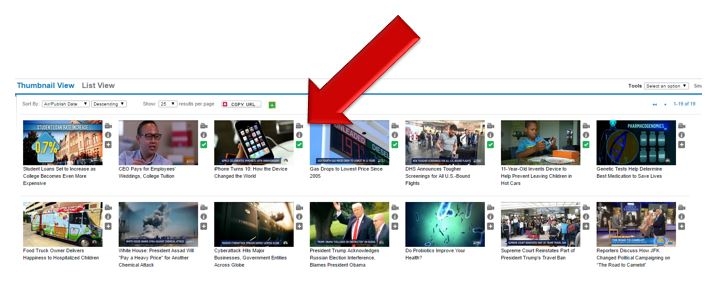 Thumbnail View List View
Tools Select an option
Sort By: Air/Publish Date Descending Show: 25 results per page COPY URL 1-19 of 19
STUDENT LOAN RATE INCREASE
0.7%
PHARMACOGENOMICS
Student Loans Set to Increase as
College Becomes Even More
Expensive
CEO Pays for Employees'
Weddings, College Tuition
iPhone Turns 10: How the Device
Changed the World
Gas Drops to Lowest Price Since
2005
DHS Announces Tougher
Screenings for All U.S.-Bound
Flights
11-Year-Old Invents Device to
Help Prevent Leaving Children in
Hot Cars
Genetic Tests Help Determine
Best Medication to Save Lives
Food Truck Owner Delivers
Happiness to Hospitalized Children
White House: President Assad Will
"Pay a Heavy Price" for Another
Chemical Attack
Cyberattack Hits Major
Businesses, Government Entities
Across Globe
President Trump Acknowledges
Russian Election Interference,
Blames President Obama
Do Probiotics Improve Your
Health?
Supreme Court Reinstates Part of
President Trump's Travel Ban
Reporters Discuss How JFK
Changed Political Campaigning on
"The Road to Camelot"